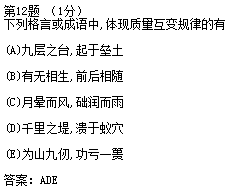 第12题 （1分）
下列格言或成语中,体现质量互变规律的有
(A)九层之台,起于垒土
(B)有无相生,前后相随
(C)月晕而风,础润而雨
(D)千里之堤,溃于蚁穴
(E)为山九仞,功亏一篑
答案: ADE